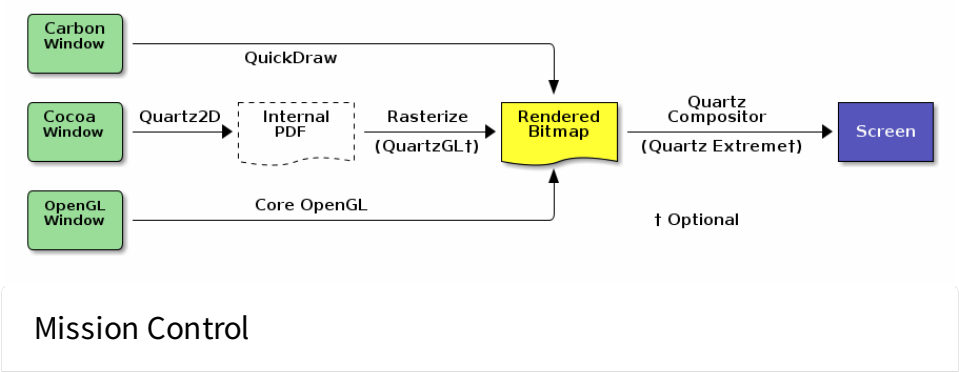 Carbon
Window
QuickDraw
Cocoa
Window
Quartz2D
Internal
PDF
Rasterize
(QuartzGL†)
Rendered
Bitmap
Quartz
Compositor
(Quartz Extreme†)
Screen
OpenGL
Window
Core OpenGL
† Optional
Mission Control